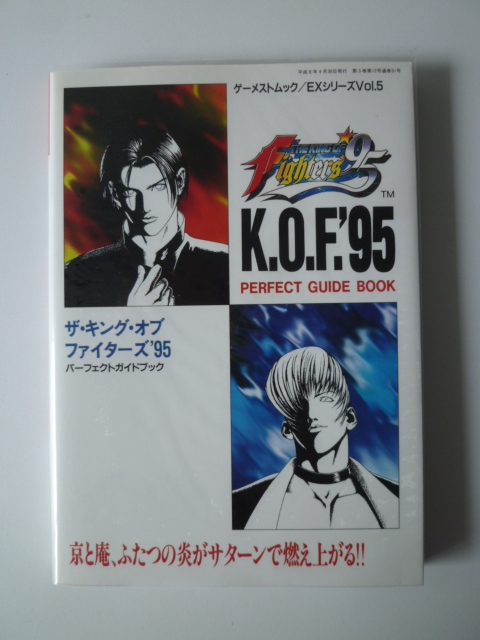 ゲーメストムック／EXシリーズVol.5
THE KING OF
Fighters '95
TM
K.O.F.'95
PERFECT GUIDE BOOK
ザ・キング・オブ
ファイターズ'95
パーフェクトガイドブック
京と庵、ふたつの炎がサターンで燃え上がる!!